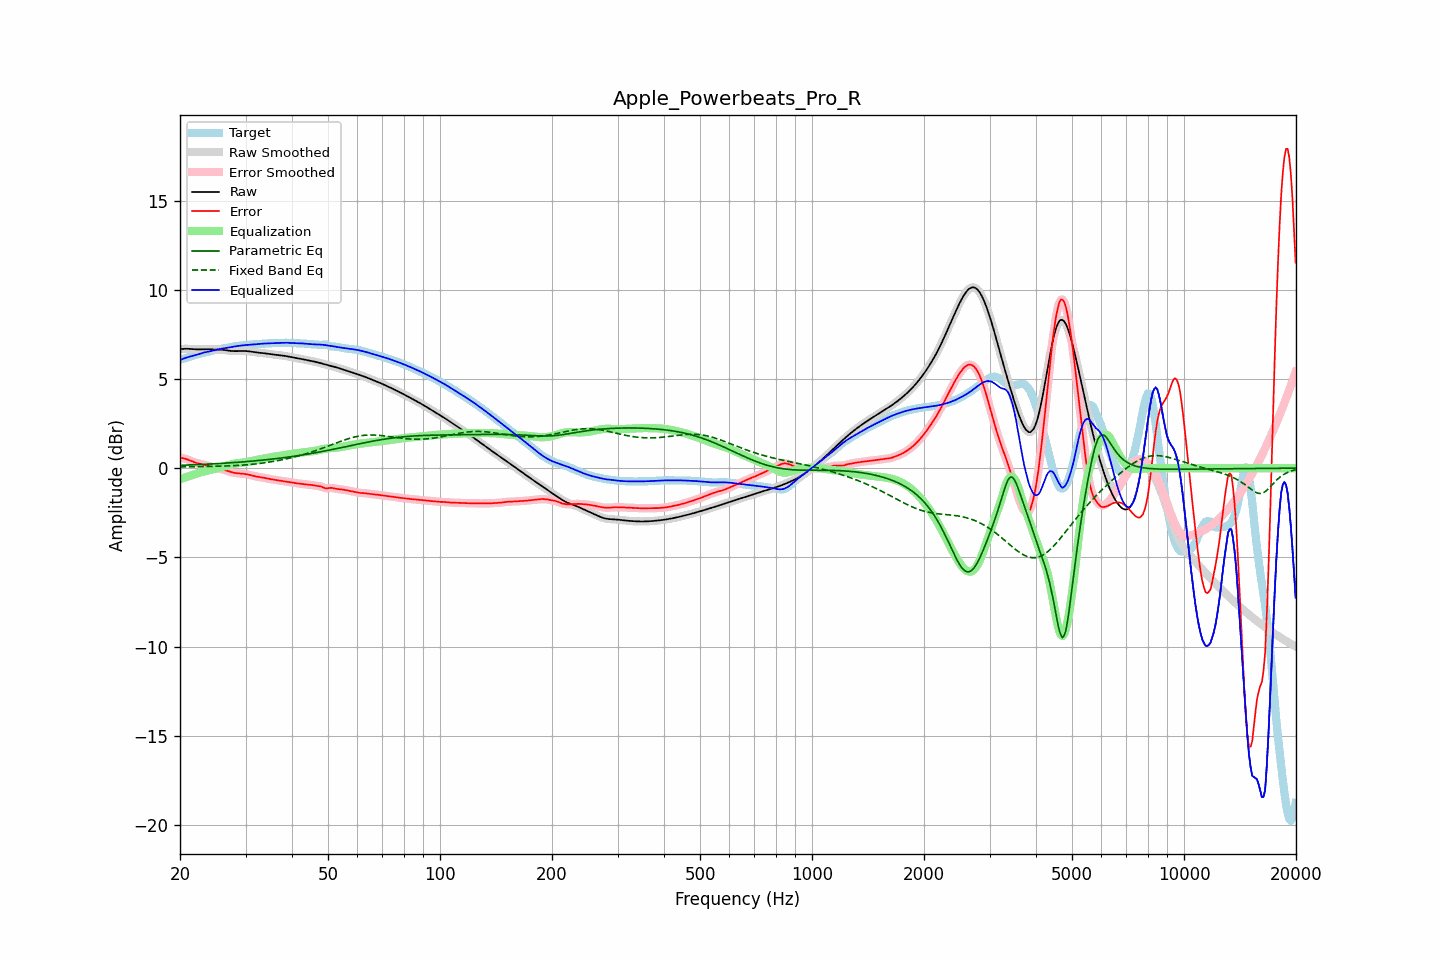 Apple_Powerbeats_Pro_R
Target
Raw Smoothed
Error Smoothed
Raw
Error
Equalization
Parametric Eq
Fixed Band Eq
Equalized
Amplitude (dBr)
15
10
5
0
−5
−10
−15
−20
20 50 100 200 500 1000 2000 5000 10000 20000
Frequency (Hz)